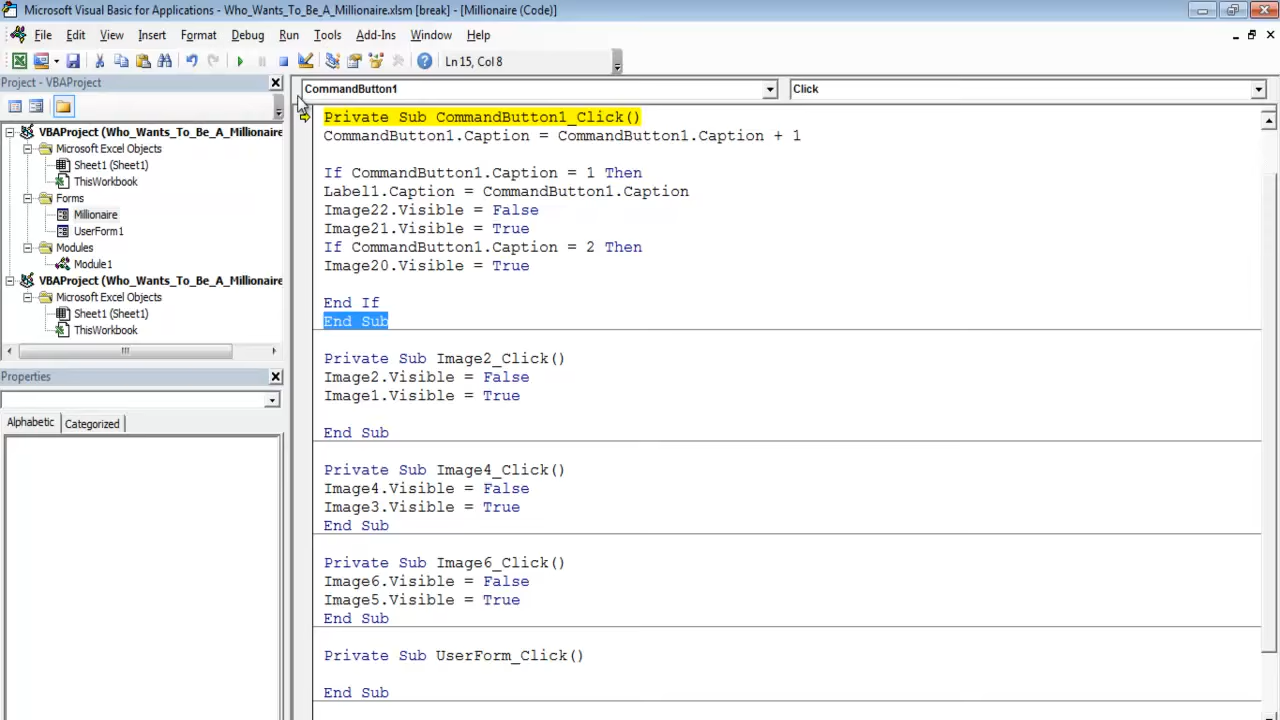 Microsoft Visual Basic for Applications - Who_Wants_To_Be_A_Millionaire.xlsm [break] - [Millionaire (Code)]
File Edit View Insert Format Debug Run Tools Add-Ins Window Help
Ln 15, Col 8
Project - VBAProject
CommandButton1
Click
VBAProject (Who_Wants_To_Be_A_Millionaire
Microsoft Excel Objects
Sheet1 (Sheet1)
ThisWorkbook
Forms
Millionaire
UserForm1
Modules
Module1
VBAProject (Who_Wants_To_Be_A_Millionaire
Microsoft Excel Objects
Sheet1 (Sheet1)
ThisWorkbook
Properties
Alphabetic Categorized
Private Sub CommandButton1_Click()
CommandButton1.Caption = CommandButton1.Caption + 1
If CommandButton1.Caption = 1 Then
Label1.Caption = CommandButton1.Caption
Image22.Visible = False
Image21.Visible = True
If CommandButton1.Caption = 2 Then
Image20.Visible = True
End If
End Sub
Private Sub Image2_Click()
Image2.Visible = False
Image1.Visible = True
End Sub
Private Sub Image4_Click()
Image4.Visible = False
Image3.Visible = True
End Sub
Private Sub Image6_Click()
Image6.Visible = False
Image5.Visible = True
End Sub
Private Sub UserForm_Click()
End Sub